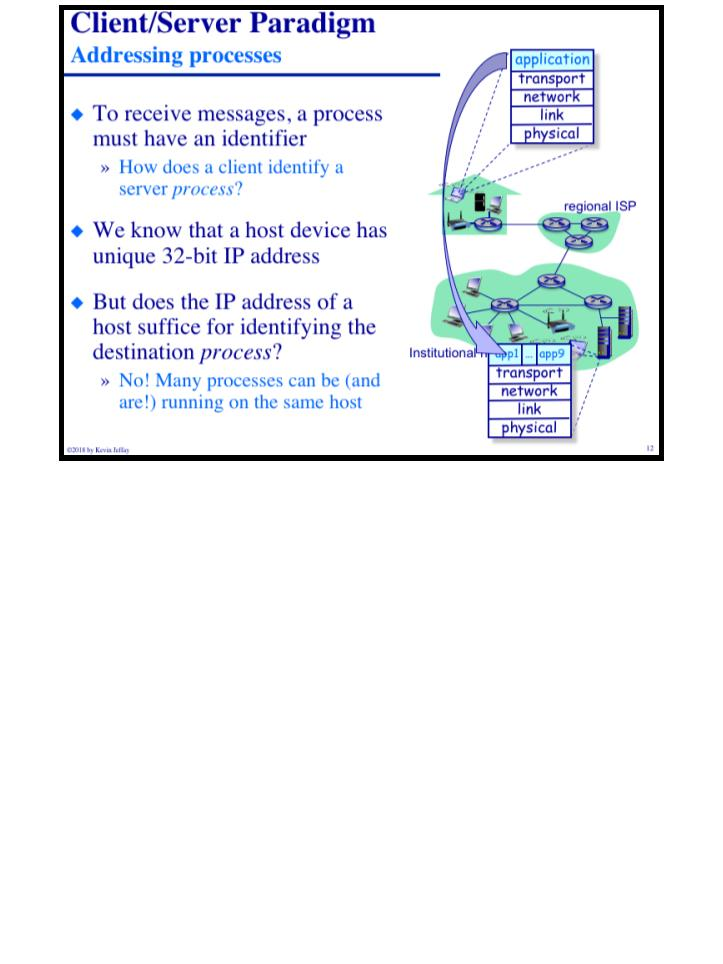 Client/Server Paradigm
Addressing processes
◆ To receive messages, a process
must have an identifier
» How does a client identify a
server process?
◆ We know that a host device has
unique 32-bit IP address
◆ But does the IP address of a
host suffice for identifying the
destination process?
» No! Many processes can be (and
are!) running on the same host
application
transport
network
link
physical
regional ISP
Institutional
app1 ... app9
transport
network
link
physical
©2018 by Kevin Jeffay
12